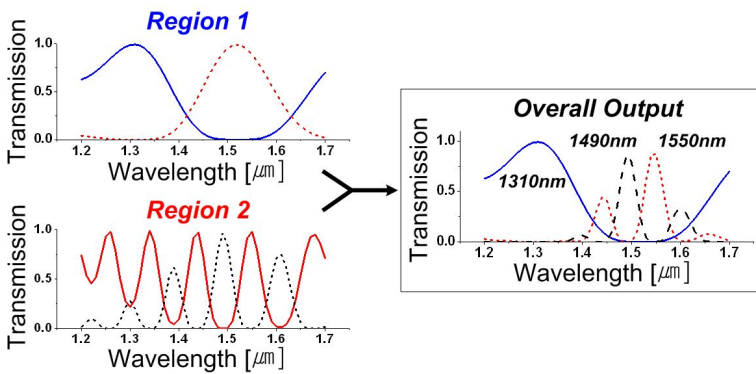 Region 1
Transmission
1.0
0.5
0.0
1.2 1.3 1.4 1.5 1.6 1.7
Wavelength [㎛]
Region 2
Transmission
1.0
0.5
0.0
1.2 1.3 1.4 1.5 1.6 1.7
Wavelength [㎛]
Overall Output
Transmission
1.0
0.5
0.0
1310nm
1490nm
1550nm
1.2 1.3 1.4 1.5 1.6 1.7
Wavelength [㎛]